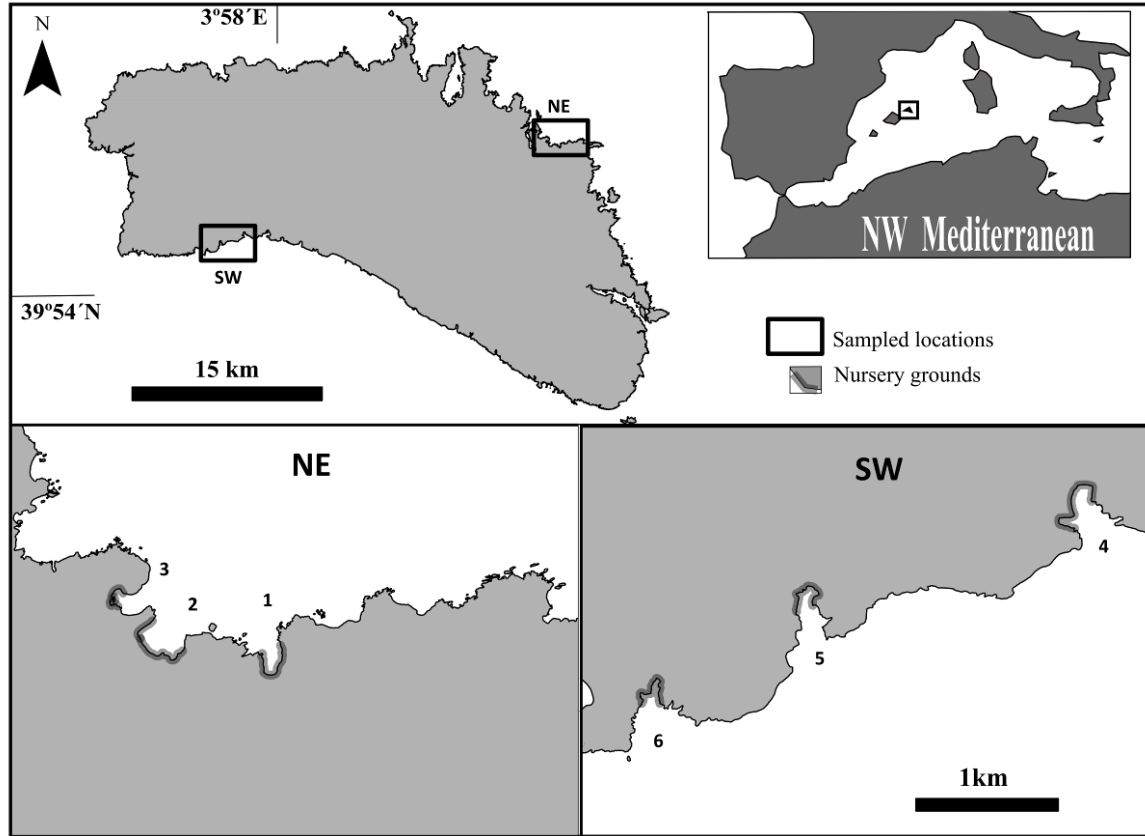 N
3º58´E
NE
SW
39º54´N
15 km
NW Mediterranean
Sampled locations
Nursery grounds
NE
3
2
1
SW
4
5
6
1km